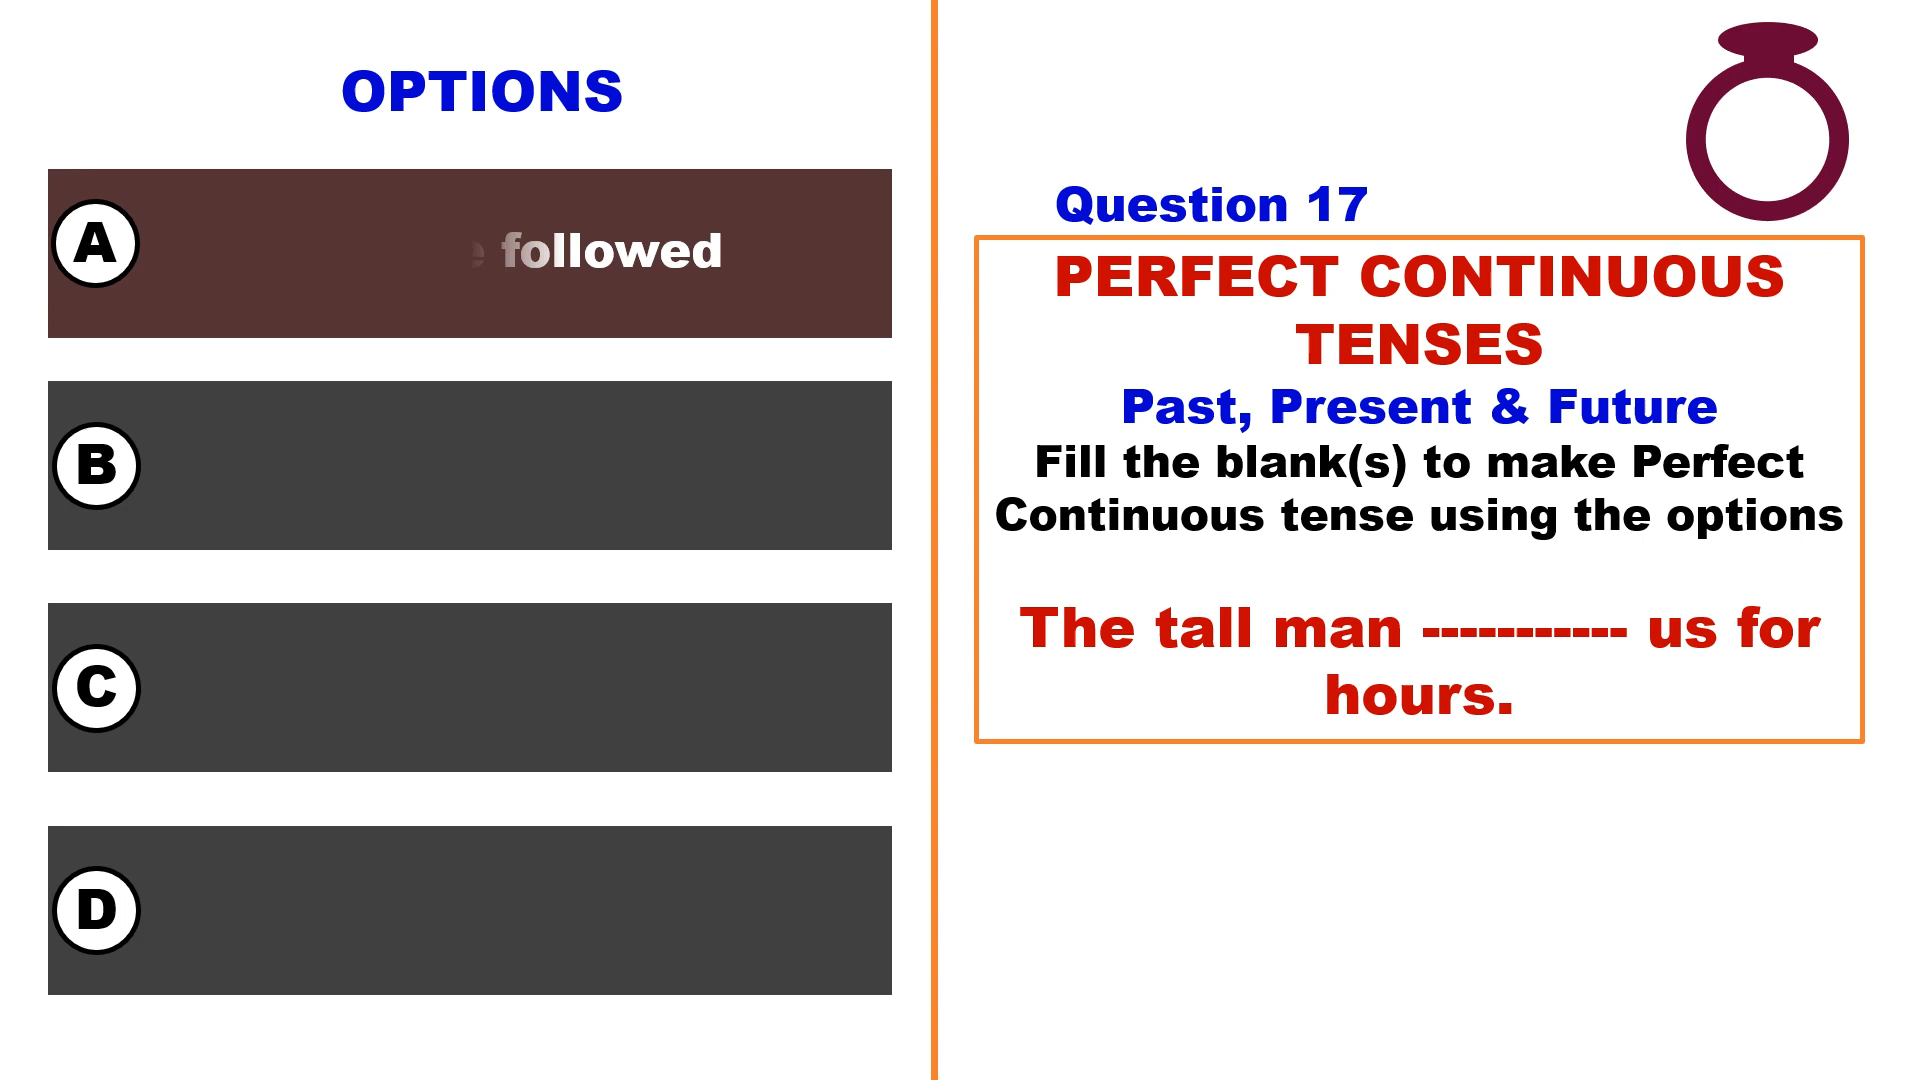 OPTIONS
A
followed
B
C
D
Question 17
PERFECT CONTINUOUS
TENSES
Past, Present & Future
Fill the blank(s) to make Perfect
Continuous tense using the options
The tall man ----------- us for
hours.